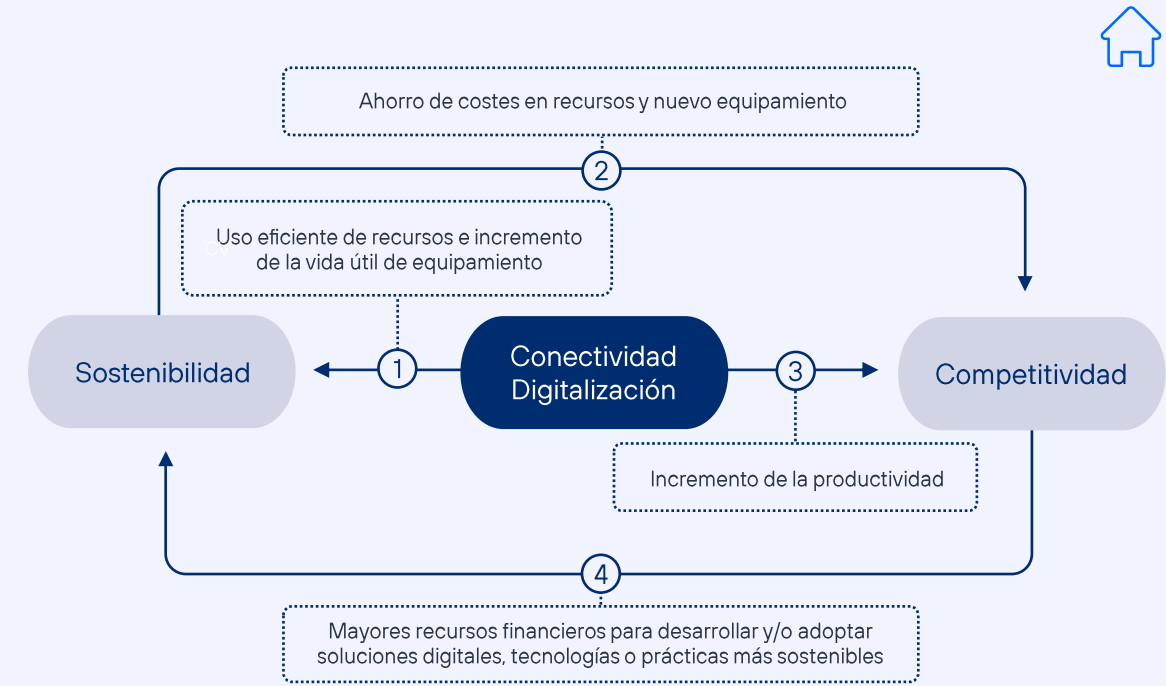 Ahorro de costes en recursos y nuevo equipamiento
2
Uso eficiente de recursos e incremento
de la vida útil de equipamiento
Sostenibilidad
1
Conectividad
Digitalización
3
Competitividad
Incremento de la productividad
4
Mayores recursos financieros para desarrollar y/o adoptar
soluciones digitales, tecnologías o prácticas más sostenibles